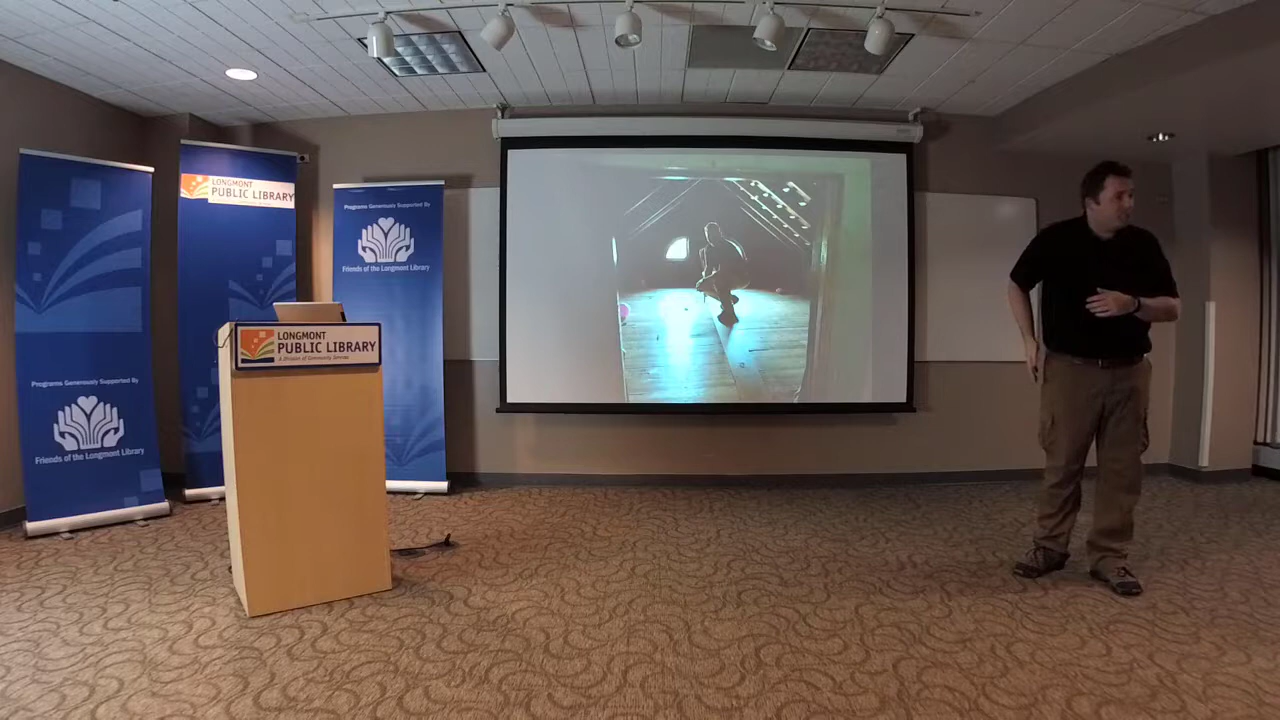 LONGMONT
PUBLIC LIBRARY
Programs Generously Supported By
Friends of the Longmont Library
Programs Generously Supported By
Friends of the Longmont Library
LONGMONT
PUBLIC LIBRARY
A Division of Community Services